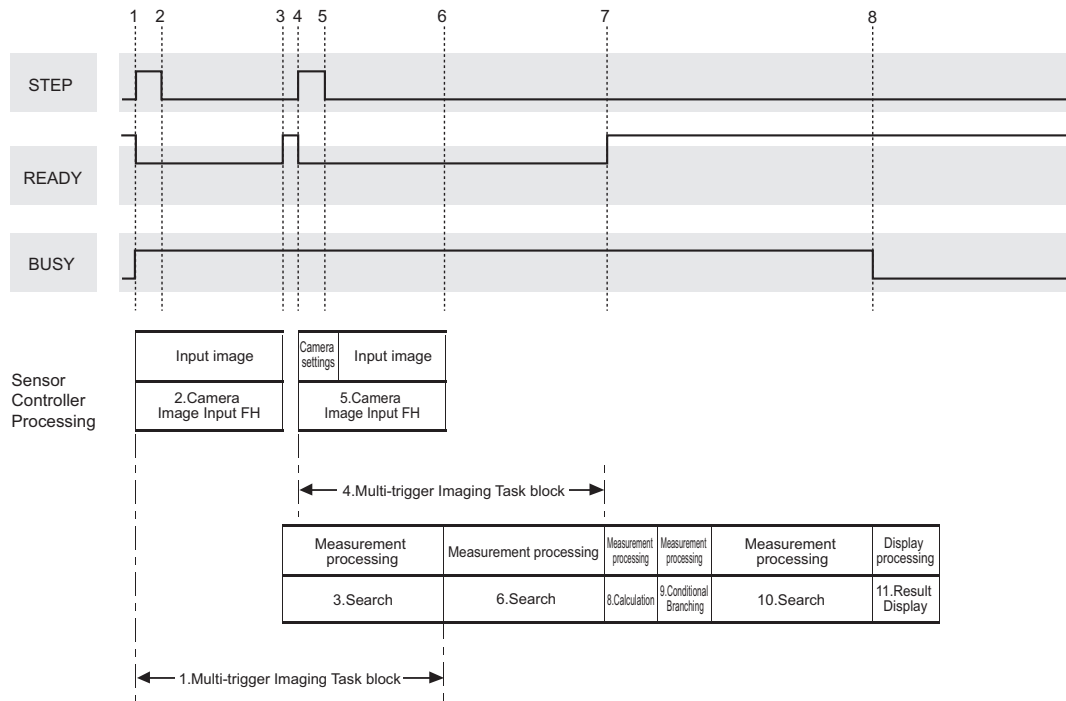 1 2 3 4 5 6 7 8
STEP
READY
BUSY
Sensor
Controller
Processing
Input image
Camera
settings
Input image
2.Camera
Image Input FH
5.Camera
Image Input FH
4.Multi-trigger Imaging Task block
Measurement
processing
Measurement processing
Measurement
processing
Measurement
processing
Measurement
processing
Display
processing
3.Search
6.Search
8.Calculation
9.Conditional
Branching
10.Search
11.Result
Display
1.Multi-trigger Imaging Task block